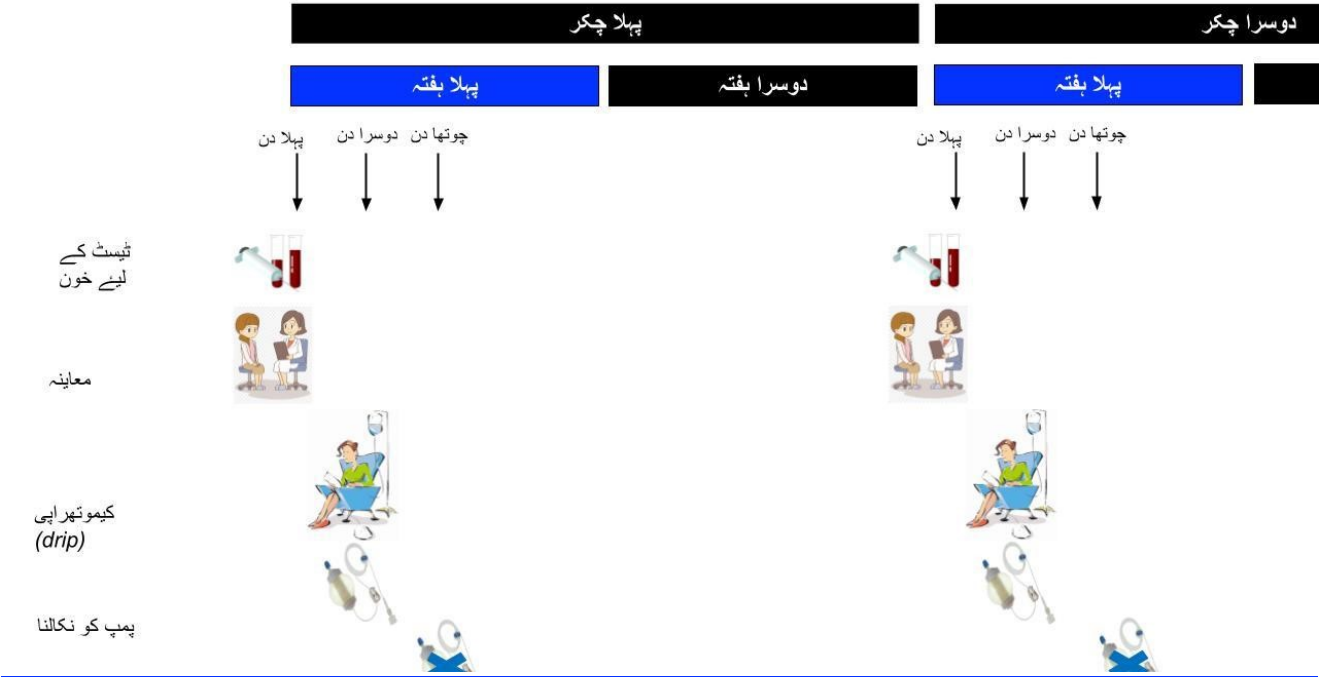 پہلا چکر
دوسرا چکر
پہلا ہفتہ
دوسرا ہفتہ
پہلا ہفتہ
پہلا دن
دوسرا دن
چوتھا دن
پہلا دن
دوسرا دن
چوتھا دن
ٹیسٹ کے
لیئے خون
معاینہ
کیموتھراپی
(drip)
پمپ کو نکالنا